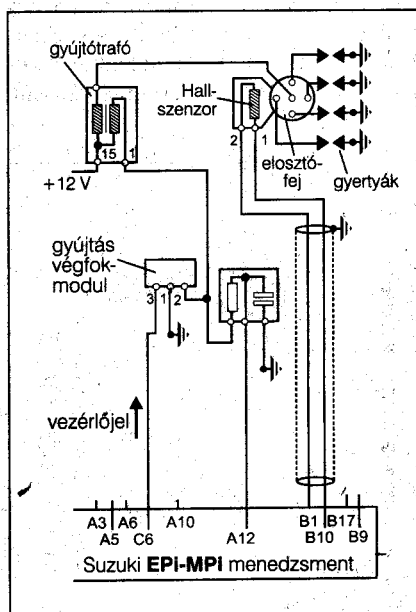 gyújtótrafó
15 1
+12 V
Hall-
szenzor
2 1
elosztó-
fej
gyertyák
gyújtás
végfok-
modul
3 1 2
vezérlőjel
A3 A6 A10 A12 B1 B17
A5 C6 B10 B9
Suzuki EPi-MPi menedzsment